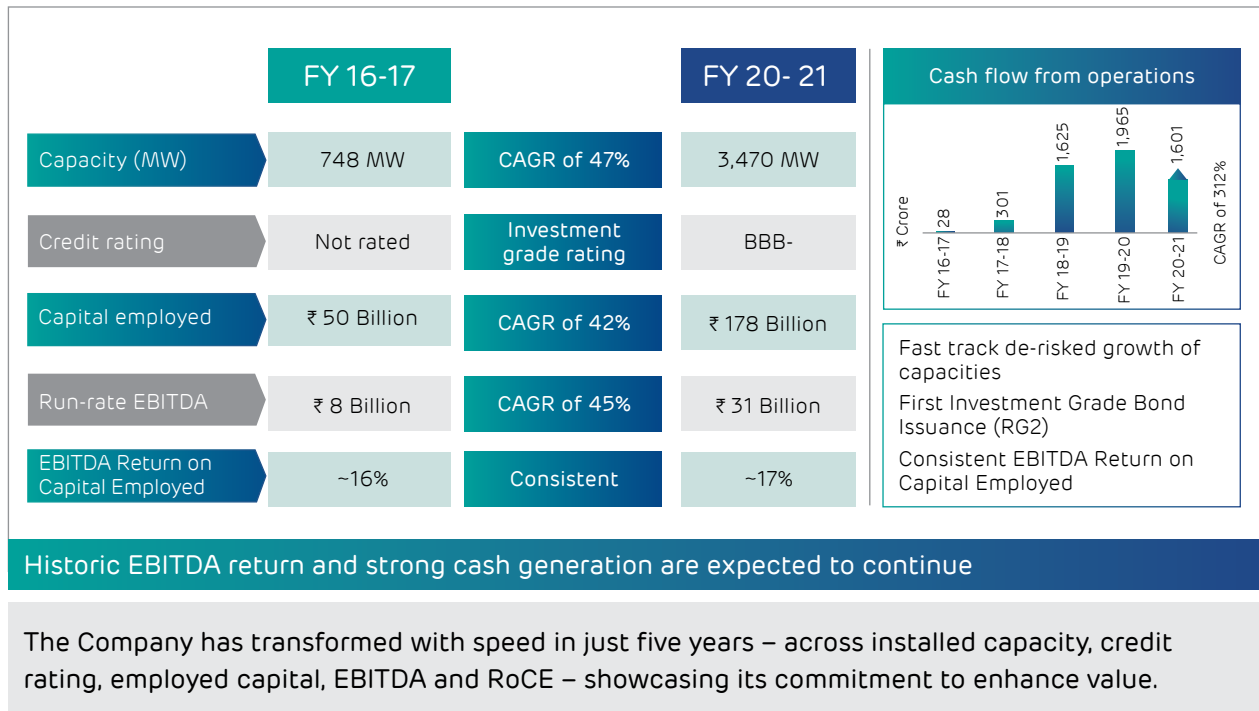 FY 16-17
FY 20- 21
Capacity (MW)
748 MW
CAGR of 47%
3,470 MW
Credit rating
Not rated
Investment
grade rating
BBB-
Capital employed
₹ 50 Billion
CAGR of 42%
₹ 178 Billion
Run-rate EBITDA
₹ 8 Billion
CAGR of 45%
₹ 31 Billion
EBITDA Return on
Capital Employed
~16%
Consistent
~17%
Cash flow from operations
₹ Crore
28
301
1,625
1,965
1,601
FY 16-17
FY 17-18
FY 18-19
FY 19-20
FY 20-21
CAGR of 312%
Fast track de-risked growth of
capacities
First Investment Grade Bond
Issuance (RG2)
Consistent EBITDA Return on
Capital Employed
Historic EBITDA return and strong cash generation are expected to continue
The Company has transformed with speed in just five years – across installed capacity, credit
rating, employed capital, EBITDA and RoCE – showcasing its commitment to enhance value.